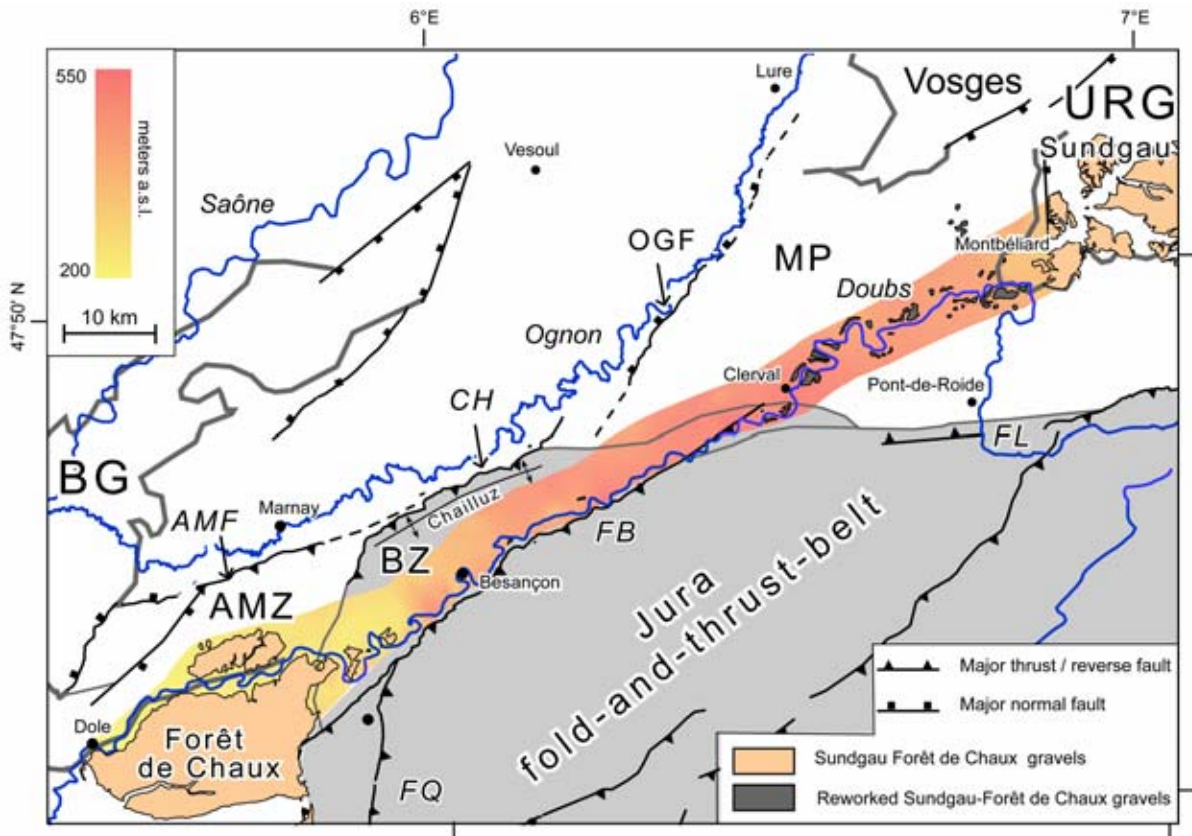 6°E
7°E
550
meters a.s.l.
200
10 km
47°50' N
Lure
Vosges
URG
Sundgau
Vesoul
Saône
OGF
MP
Montbéliard
Doubs
Ognon
Clerval
Pont-de-Roide
CH
FL
BG
Chailluz
Marnay
AMF
BZ
FB
Besançon
AMZ
Jura
fold-and-thrust-belt
Dole
Forêt
de Chaux
FQ
Major thrust / reverse fault
Major normal fault
Sundgau Forêt de Chaux gravels
Reworked Sundgau-Forêt de Chaux gravels